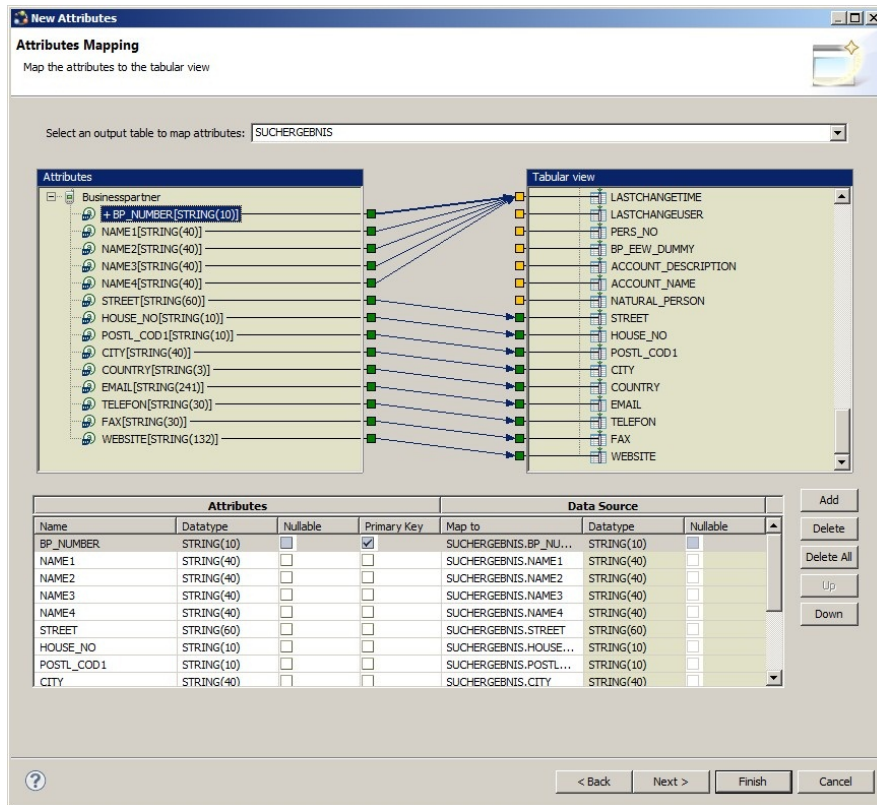 New Attributes
Attributes Mapping
Map the attributes to the tabular view
Select an output table to map attributes: SUCHERGEBNIS
Attributes
Businesspartner
+ BP_NUMBER[STRING(10)]
NAME1[STRING(40)]
NAME2[STRING(40)]
NAME3[STRING(40)]
NAME4[STRING(40)]
STREET[STRING(60)]
HOUSE_NO[STRING(10)]
POSTL_COD1[STRING(10)]
CITY[STRING(40)]
COUNTRY[STRING(3)]
EMAIL[STRING(241)]
TELEFON[STRING(30)]
FAX[STRING(30)]
WEBSITE[STRING(132)]
Tabular view
LASTCHANGETIME
LASTCHANGEUSER
PERS_NO
BP_EEW_DUMMY
ACCOUNT_DESCRIPTION
ACCOUNT_NAME
NATURAL_PERSON
STREET
HOUSE_NO
POSTL_COD1
CITY
COUNTRY
EMAIL
TELEFON
FAX
WEBSITE
Attributes Data Source
Name Datatype Nullable Primary Key Map to Datatype Nullable
BP_NUMBER STRING(10) SUCHERGEBNIS.BP_NU... STRING(10)
NAME1 STRING(40) SUCHERGEBNIS.NAME1 STRING(40)
NAME2 STRING(40) SUCHERGEBNIS.NAME2 STRING(40)
NAME3 STRING(40) SUCHERGEBNIS.NAME3 STRING(40)
NAME4 STRING(40) SUCHERGEBNIS.NAME4 STRING(40)
STREET STRING(60) SUCHERGEBNIS.STREET STRING(60)
HOUSE_NO STRING(10) SUCHERGEBNIS.HOUSE... STRING(10)
POSTL_COD1 STRING(10) SUCHERGEBNIS.POSTL... STRING(10)
CITY STRING(40) SUCHERGEBNIS.CITY STRING(40)
Add
Delete
Delete All
Up
Down
? < Back Next > Finish Cancel